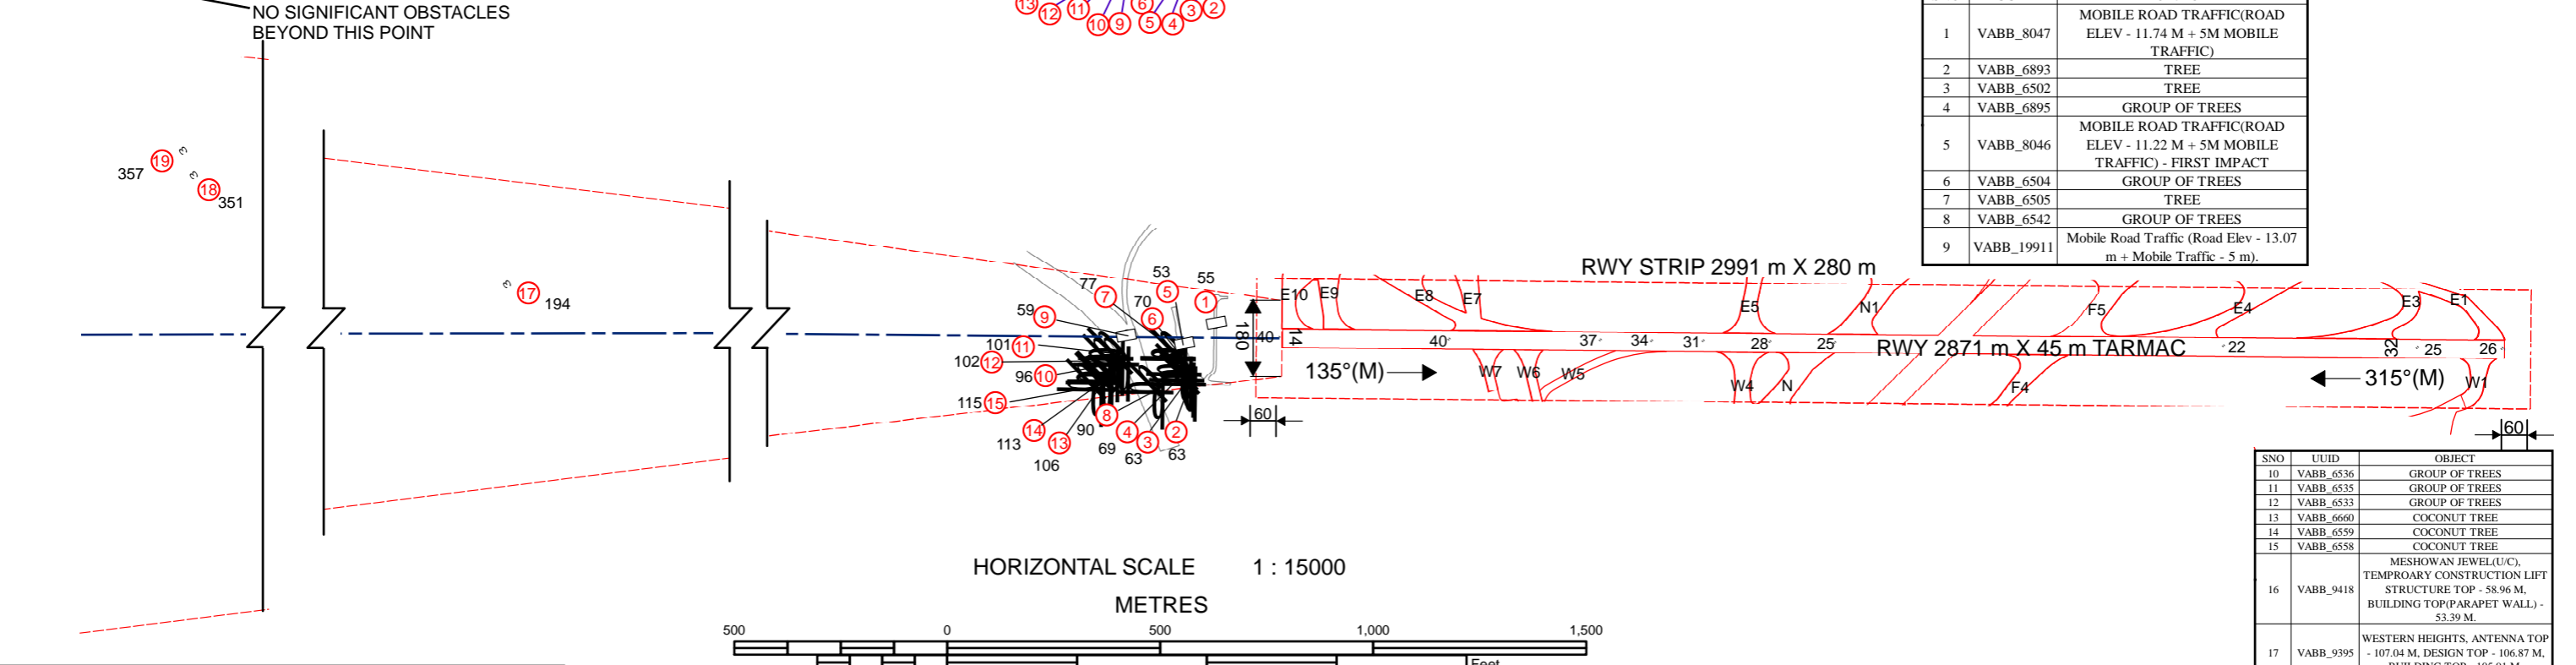 NO SIGNIFICANT OBSTACLES
BEYOND THIS POINT
13
12
11
10
9
6
5
4
3
2
1 VABB_8047 MOBILE ROAD TRAFFIC(ROAD
ELEV - 11.74 M + 5M MOBILE
TRAFFIC)
2 VABB_6893 TREE
3 VABB_6502 TREE
4 VABB_6895 GROUP OF TREES
5 VABB_8046 MOBILE ROAD TRAFFIC(ROAD
ELEV - 11.22 M + 5M MOBILE
TRAFFIC) - FIRST IMPACT
6 VABB_6504 GROUP OF TREES
7 VABB_6505 TREE
8 VABB_6542 GROUP OF TREES
9 VABB_19911 Mobile Road Traffic (Road Elev - 13.07
m + Mobile Traffic - 5 m).
357 19
18 351
17 194
77 7
53 5
55 1
59 9
70 6
101 11
102 12
96 10
115 15
113 14
106 13
90 8
69 4
63 3
63 2
RWY STRIP 2991 m X 280 m
E10 E9 E8 E7 E5 N1 F5 E4 E3 E1
180
40 14 40 37 34 31 28 25
RWY 2871 m X 45 m TARMAC
22 32 25 26
135°(M)
W7 W6 W5 W4 N F4
315°(M)
W1
60
60
HORIZONTAL SCALE 1 : 15000
METRES
500 0 500 1,000 1,500
Feet
SNO UUID OBJECT
10 VABB_6536 GROUP OF TREES
11 VABB_6535 GROUP OF TREES
12 VABB_6533 GROUP OF TREES
13 VABB_6660 COCONUT TREE
14 VABB_6559 COCONUT TREE
15 VABB_6558 COCONUT TREE
16 VABB_9418 MESHOWAN JEWEL(U/C),
TEMPROARY CONSTRUCTION LIFT
STRUCTURE TOP - 58.96 M,
BUILDING TOP(PARAPET WALL) -
53.39 M.
17 VABB_9395 WESTERN HEIGHTS, ANTENNA TOP
- 107.04 M, DESIGN TOP - 106.87 M,